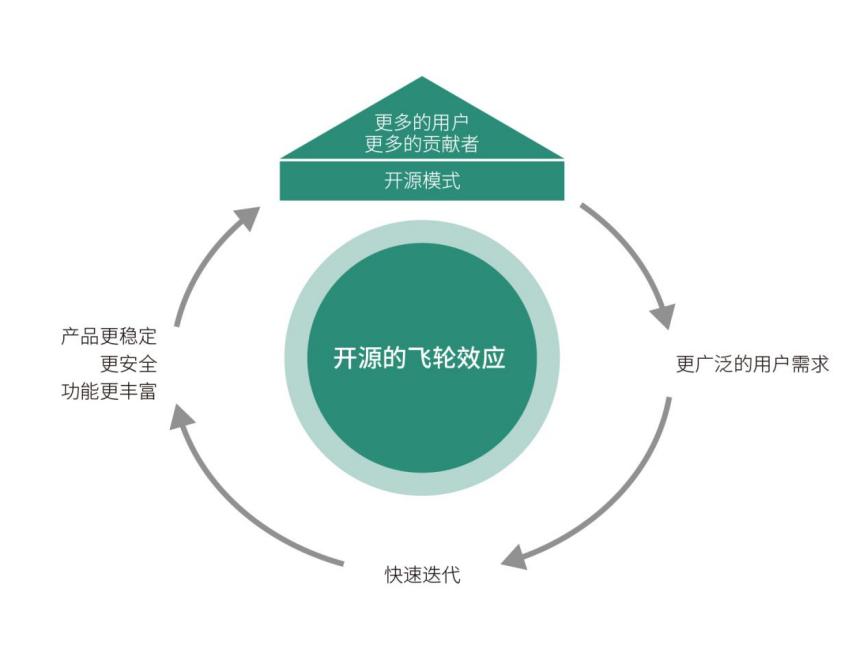 更多的用户
更多的贡献者
开源模式
开源的飞轮效应
更广泛的用户需求
快速迭代
产品更稳定
更安全
功能更丰富